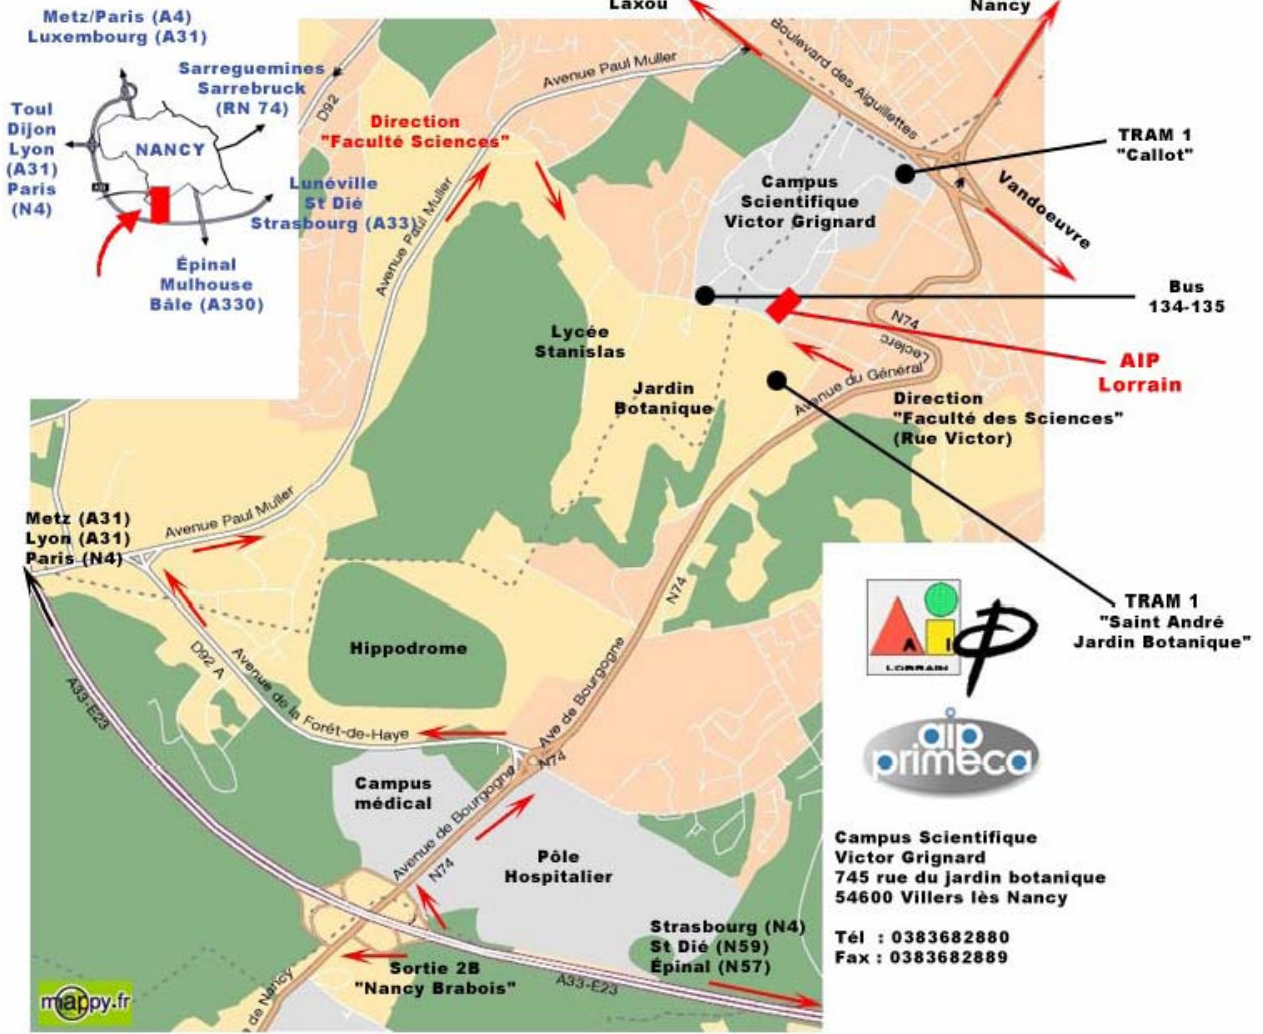 Laxou
Nancy
Metz/Paris (A4)
Luxembourg (A31)
Sarreguemines
Sarrebruck
(RN 74)
Toul
Dijon
Lyon
(A31)
Paris
(N4)
NANCY
Lunéville
St Dié
Strasbourg (A33)
Épinal
Mulhouse
Bâle (A330)
D92
Direction
"Faculté Sciences"
Avenue Paul Muller
Avenue Paul Muller
Boulevard des Aiguillettes
TRAM 1
"Callot"
Campus
Scientifique
Victor Grignard
Vandoeuvre
Bus
134-135
N74
Leclerc
Avenue du Général
AIP
Lorrain
Lycée
Stanislas
Jardin
Botanique
Direction
"Faculté des Sciences"
(Rue Victor)
Metz (A31)
Lyon (A31)
Paris (N4)
Avenue Paul Muller
N74
TRAM 1
"Saint André
Jardin Botanique"
A I
LORRAIN
Hippodrome
D92 A
Avenue de la Forêt-de-Haye
A33-E23
Ave de Bourgogne
N74
aip
primeca
Campus
médical
Avenue de Bourgogne
N74
Pôle
Hospitalier
Campus Scientifique
Victor Grignard
745 rue du jardin botanique
54600 Villers lès Nancy
Tél : 0383682880
Fax : 0383682889
Strasbourg (N4)
St Dié (N59)
Épinal (N57)
Sortie 2B
"Nancy Brabois"
A33-E23
de Nancy
mappy.fr